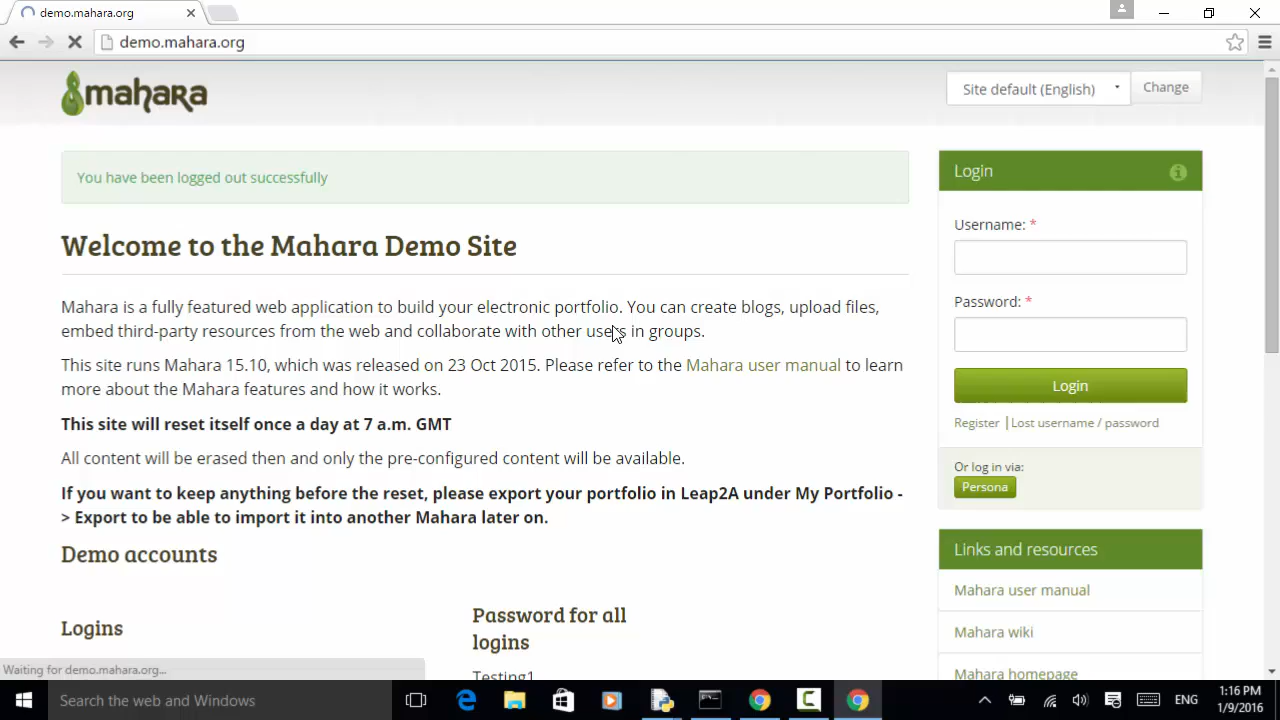 demo.mahara.org
demo.mahara.org
mahara
Site default (English)
Change
You have been logged out successfully
Welcome to the Mahara Demo Site
Mahara is a fully featured web application to build your electronic portfolio. You can create blogs, upload files,
embed third-party resources from the web and collaborate with other users in groups.
This site runs Mahara 15.10, which was released on 23 Oct 2015. Please refer to the Mahara user manual to learn
more about the Mahara features and how it works.
This site will reset itself once a day at 7 a.m. GMT
All content will be erased then and only the pre-configured content will be available.
If you want to keep anything before the reset, please export your portfolio in Leap2A under My Portfolio -
> Export to be able to import it into another Mahara later on.
Demo accounts
Logins
Password for all
logins
Testing1
Login
Username: *
Password: *
Login
Register | Lost username / password
Or log in via:
Persona
Links and resources
Mahara user manual
Mahara wiki
Mahara homepage
Waiting for demo.mahara.org...
Search the web and Windows
ENG
1:16 PM
1/9/2016